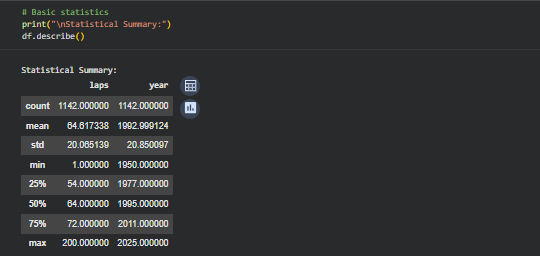 # Basic statistics
print("\nStatistical Summary:")
df.describe()
Statistical Summary:
laps year
count 1142.000000 1142.000000
mean 64.617338 1992.999124
std 20.065139 20.850097
min 1.000000 1950.000000
25% 54.000000 1977.000000
50% 64.000000 1995.000000
75% 72.000000 2011.000000
max 200.000000 2025.000000